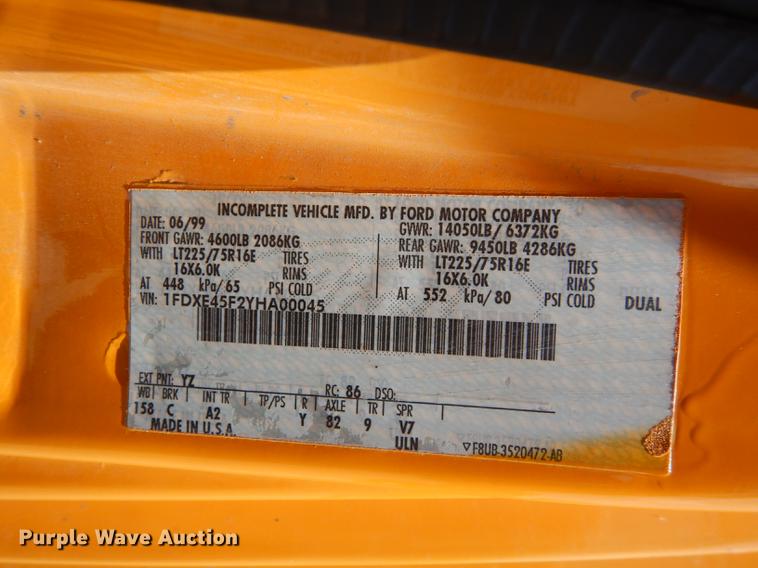 INCOMPLETE VEHICLE MFD. BY FORD MOTOR COMPANY
DATE: 06/99 GVWR: 14050LB/ 6372KG
FRONT GAWR: 4600LB 2086KG REAR GAWR: 9450LB 4286KG
WITH LT225/75R16E TIRES WITH LT225/75R16E TIRES
16X6.0K RIMS 16X6.0K RIMS
AT 448 kPa/65 PSI COLD AT 552 kPa/80 PSI COLD DUAL
VIN: 1FDXE45F2YHA00045
EXT PNT: YZ RC: 86 DSO:
WB BRK INT TR TP/PS R AXLE TR SPR
158 C A2 Y 82 9 V7
MADE IN U.S.A. ULN ▽F8UB-3520472-AB
Purple Wave Auction